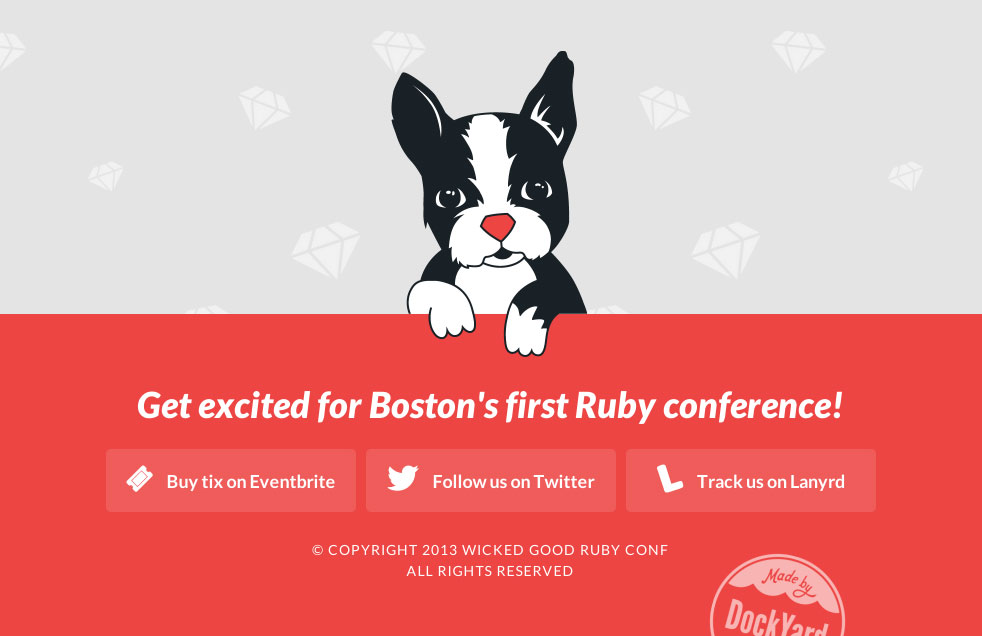 Get excited for Boston's first Ruby conference!
Buy tix on Eventbrite
Follow us on Twitter
Track us on Lanyrd
© COPYRIGHT 2013 WICKED GOOD RUBY CONF
ALL RIGHTS RESERVED
Made by
DockYard